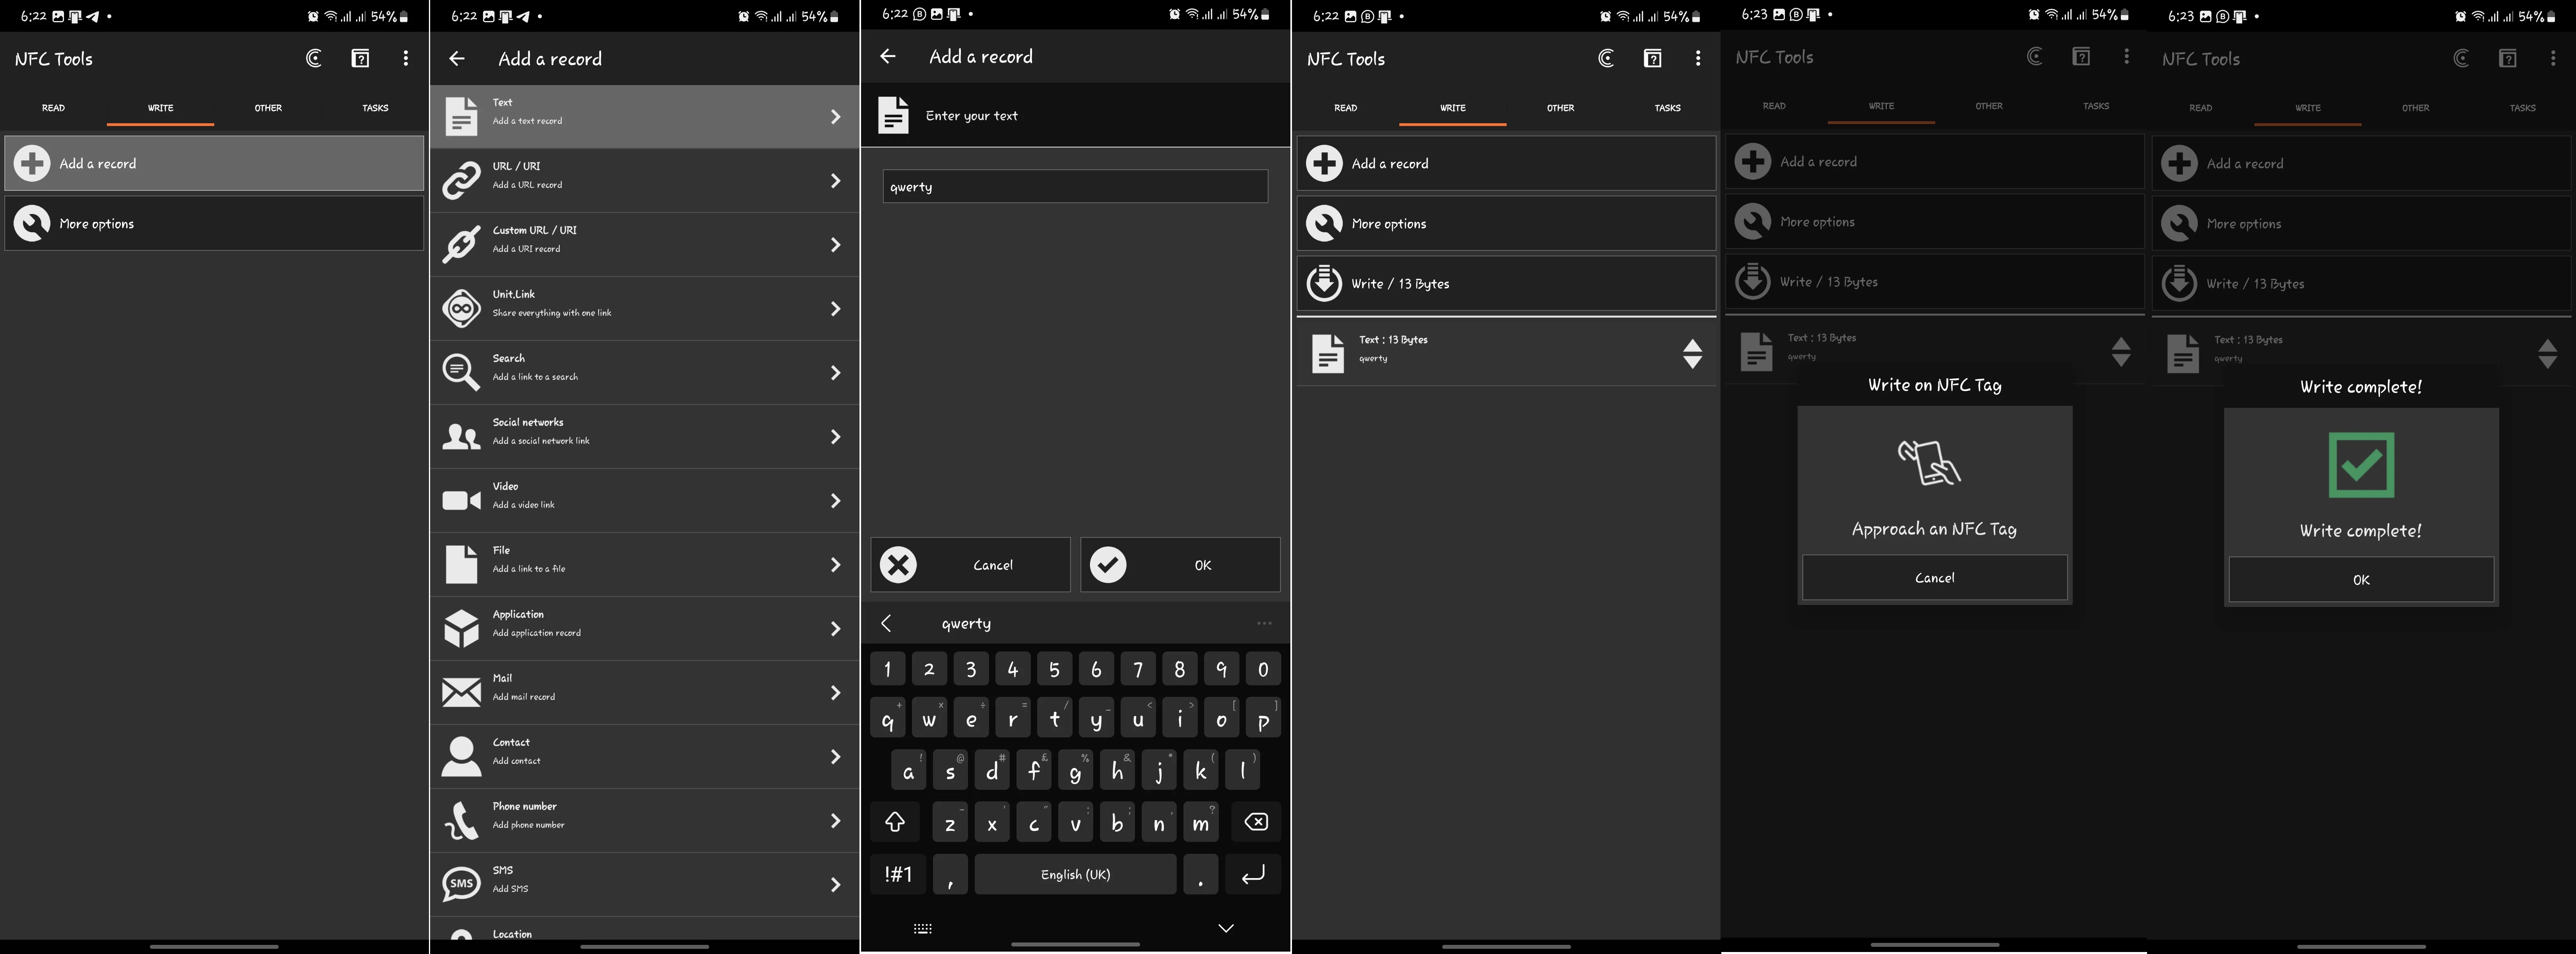 6:22
54%
NFC Tools
READ WRITE OTHER TASKS
Add a record
More options
6:22
54%
Add a record
Text
Add a text record
URL / URI
Add a URL record
Custom URL / URI
Add a URI record
Unit.Link
Share everything with one link
Search
Add a link to a search
Social networks
Add a social network link
Video
Add a video link
File
Add a link to a file
Application
Add application record
Mail
Add mail record
Contact
Add contact
Phone number
Add phone number
SMS
SMS
Add SMS
Location
6:22 B
54%
Add a record
Enter your text
qwerty
Cancel OK
qwerty
1 2 3 4 5 6 7 8 9 0
q w e r t y u i o p
a s d f g h j k l
z x c v b n m
!#1 , English (UK) .
6:22 B
54%
NFC Tools
READ WRITE OTHER TASKS
Add a record
More options
Write / 13 Bytes
Text : 13 Bytes
qwerty
6:23 B
54%
NFC Tools
READ WRITE OTHER TASKS
Add a record
More options
Write / 13 Bytes
Text : 13 Bytes
qwerty
Write on NFC Tag
Approach an NFC Tag
Cancel
6:23 B
54%
NFC Tools
READ WRITE OTHER TASKS
Add a record
More options
Write / 13 Bytes
Text : 13 Bytes
qwerty
Write complete!
Write complete!
OK